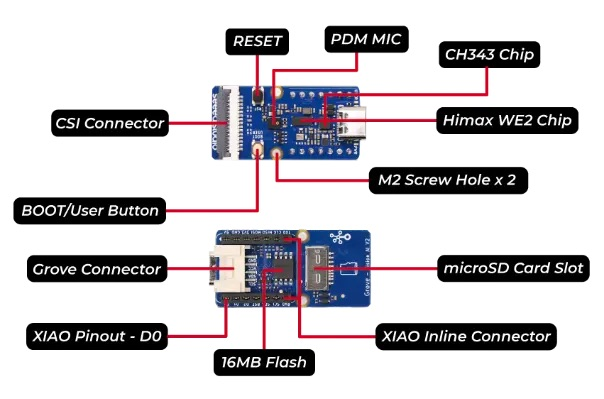 RESET
PDM MIC
CH343 Chip
CSI Connector
Himax WE2 Chip
M2 Screw Hole x 2
BOOT/User Button
Grove Connector
microSD Card Slot
XIAO Pinout - D0
XIAO Inline Connector
16MB Flash